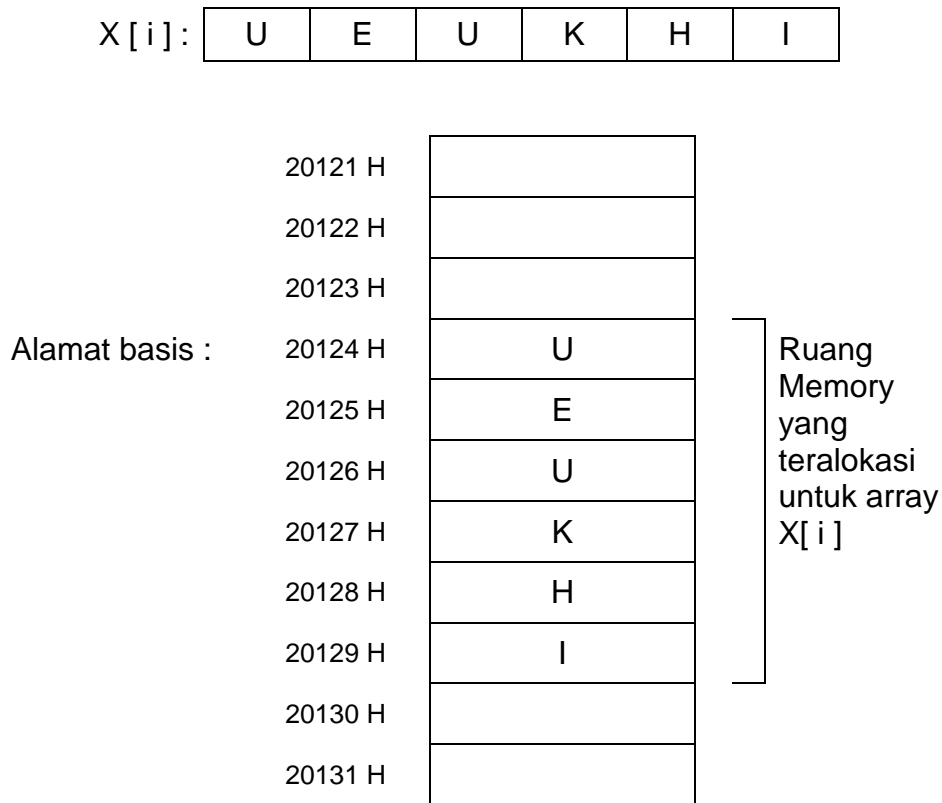 X [ i ] : U E U K H I
20121 H
20122 H
20123 H
Alamat basis : 20124 H U
20125 H E
20126 H U
20127 H K
20128 H H
20129 H I
20130 H
20131 H
Ruang
Memory
yang
teralokasi
untuk array
X[ i ]